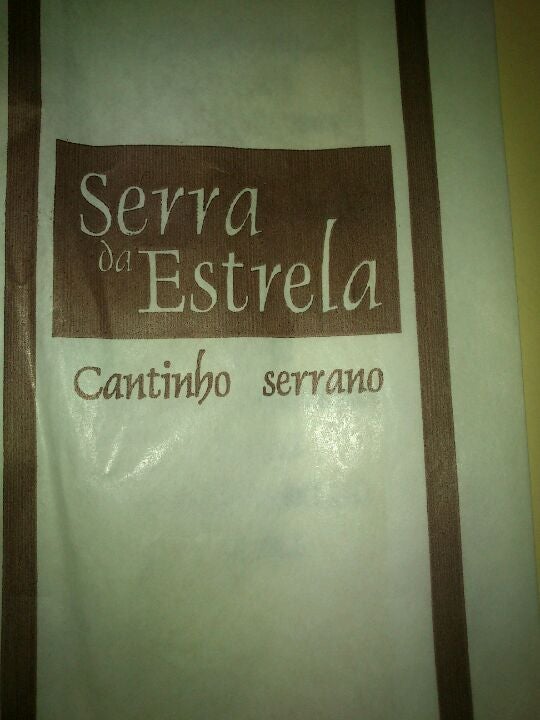 Serra
da Estrela
Cantinho serrano